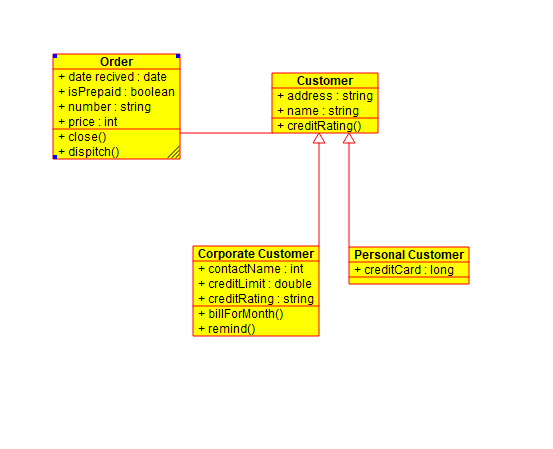 Order
+ date recived : date
+ isPrepaid : boolean
+ number : string
+ price : int
+ close()
+ dispitch()
Customer
+ address : string
+ name : string
+ creditRating()
Corporate Customer
+ contactName : int
+ creditLimit : double
+ creditRating : string
+ billForMonth()
+ remind()
Personal Customer
+ creditCard : long